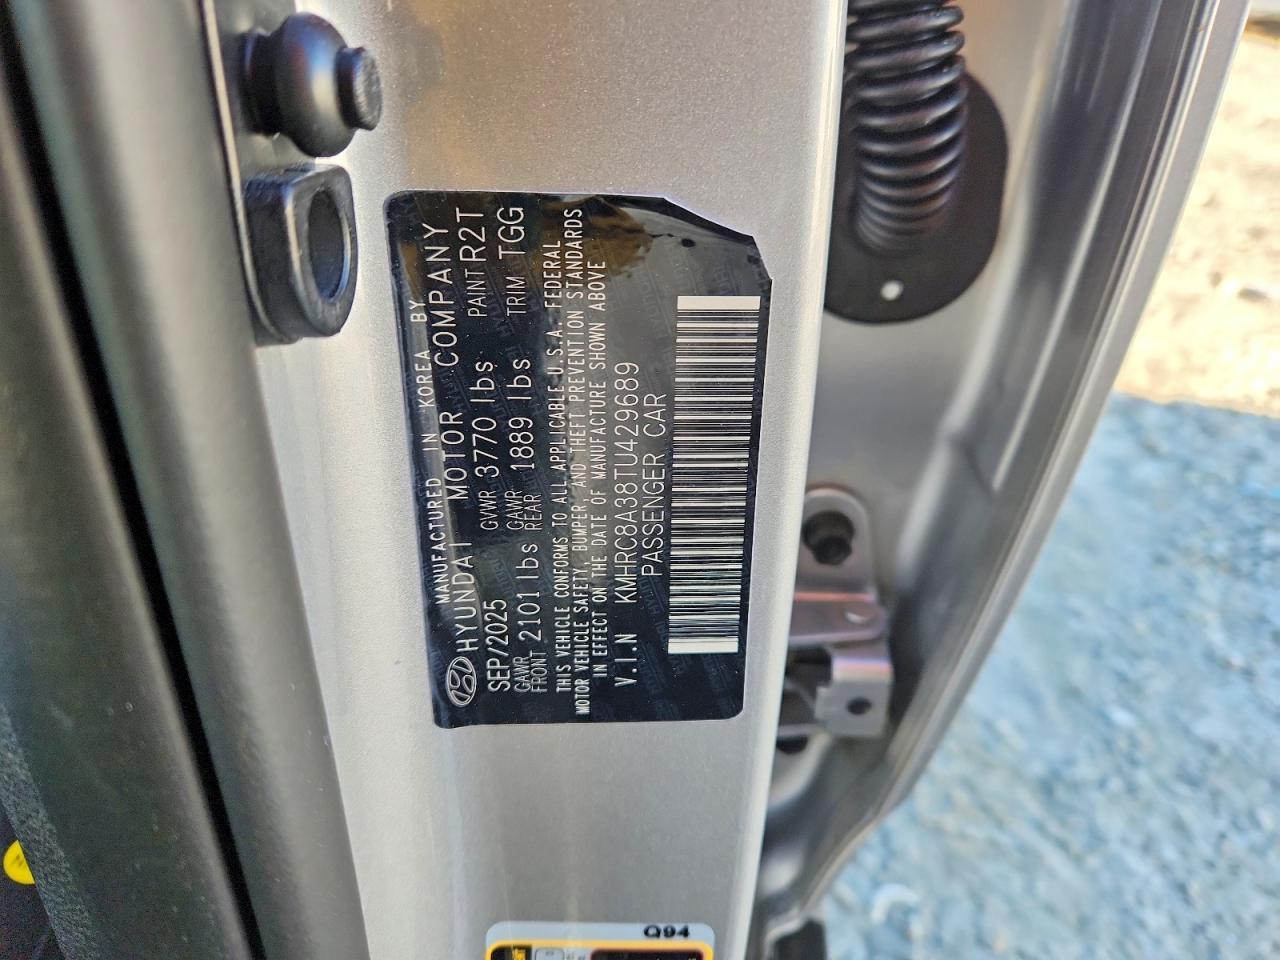 MANUFACTURED IN KOREA BY
HYUNDAI MOTOR COMPANY
SEP/2025 GVWR 3770 lbs PAINT R2T
GAWR FRONT 2101 lbs GAWR REAR 1889 lbs TRIM TGG
THIS VEHICLE CONFORMS TO ALL APPLICABLE U.S.A. FEDERAL
MOTOR VEHICLE SAFETY, BUMPER AND THEFT PREVENTION STANDARDS
IN EFFECT ON THE DATE OF MANUFACTURE SHOWN ABOVE
V.I.N KMHRC8A38TU429689
PASSENGER CAR
Q94